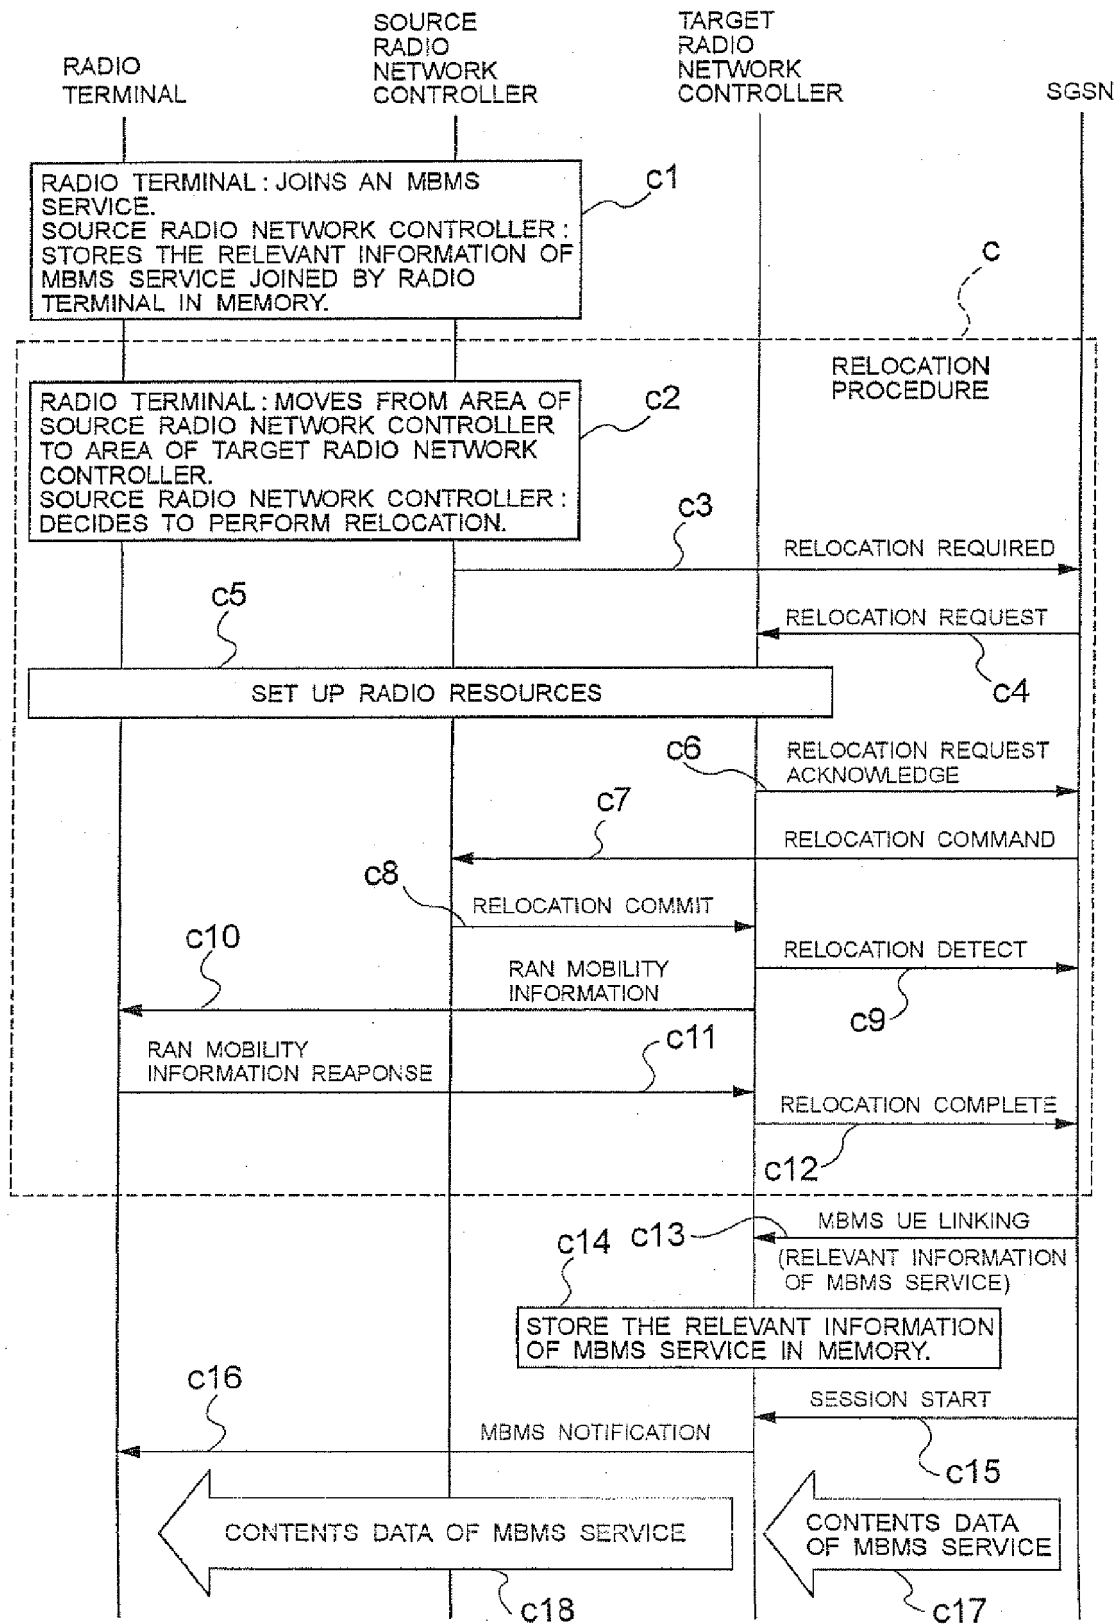 RADIO
TERMINAL
SOURCE
RADIO
NETWORK
CONTROLLER
TARGET
RADIO
NETWORK
CONTROLLER
SGSN
RADIO TERMINAL : JOINS AN MBMS
SERVICE.
SOURCE RADIO NETWORK CONTROLLER :
STORES THE RELEVANT INFORMATION OF
MBMS SERVICE JOINED BY RADIO
TERMINAL IN MEMORY.
c1
c
RELOCATION
PROCEDURE
RADIO TERMINAL : MOVES FROM AREA OF
SOURCE RADIO NETWORK CONTROLLER
TO AREA OF TARGET RADIO NETWORK
CONTROLLER.
SOURCE RADIO NETWORK CONTROLLER :
DECIDES TO PERFORM RELOCATION.
c2
c3
RELOCATION REQUIRED
c5
RELOCATION REQUEST
c4
SET UP RADIO RESOURCES
c6
RELOCATION REQUEST
ACKNOWLEDGE
c7
RELOCATION COMMAND
c8
RELOCATION COMMIT
c10
RAN MOBILITY
INFORMATION
RELOCATION DETECT
c9
RAN MOBILITY
INFORMATION REAPONSE
c11
RELOCATION COMPLETE
c12
c13
MBMS UE LINKING
(RELEVANT INFORMATION
OF MBMS SERVICE)
c14
STORE THE RELEVANT INFORMATION
OF MBMS SERVICE IN MEMORY.
c16
SESSION START
MBMS NOTIFICATION
c15
CONTENTS DATA OF MBMS SERVICE
CONTENTS DATA
OF MBMS SERVICE
c18
c17